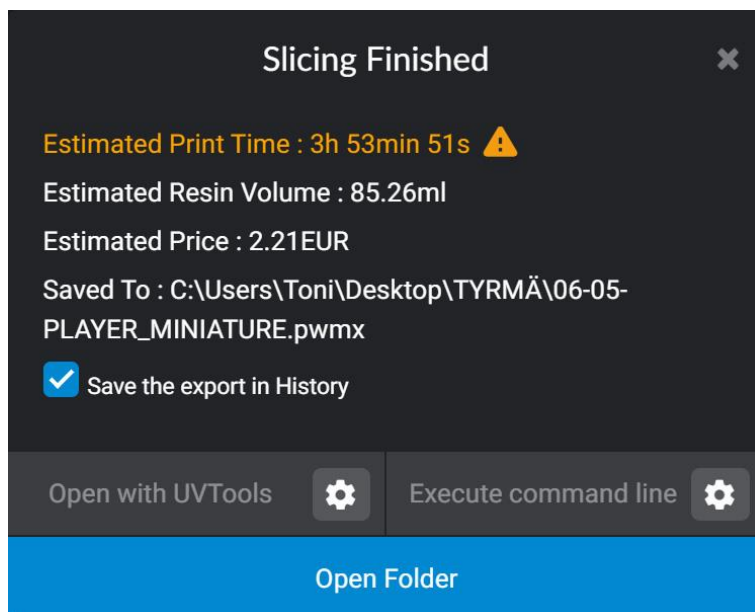 Slicing Finished
Estimated Print Time : 3h 53min 51s
Estimated Resin Volume : 85.26ml
Estimated Price : 2.21EUR
Saved To : C:\Users\Toni\Desktop\TYRMÄ\06-05-
PLAYER_MINIATURE.pwmx
Save the export in History
Open with UVTools
Execute command line
Open Folder